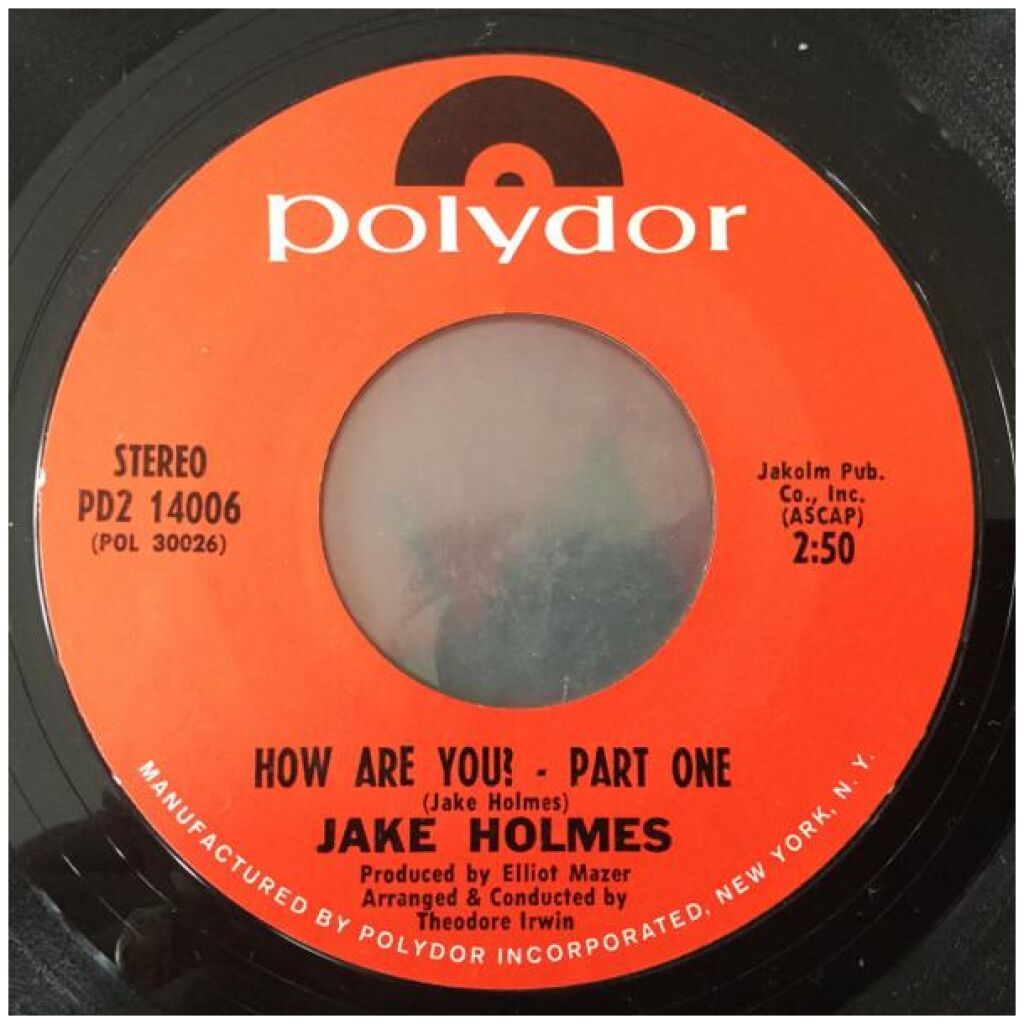 polydor
STEREO
PD2 14006
(POL 30026)
Jakolm Pub.
Co., Inc.
(ASCAP)
2:50
HOW ARE YOU? - PART ONE
(Jake Holmes)
JAKE HOLMES
Produced by Elliot Mazer
Arranged & Conducted by
Theodore Irwin
MANUFACTURED BY POLYDOR INCORPORATED, NEW YORK, N. Y.